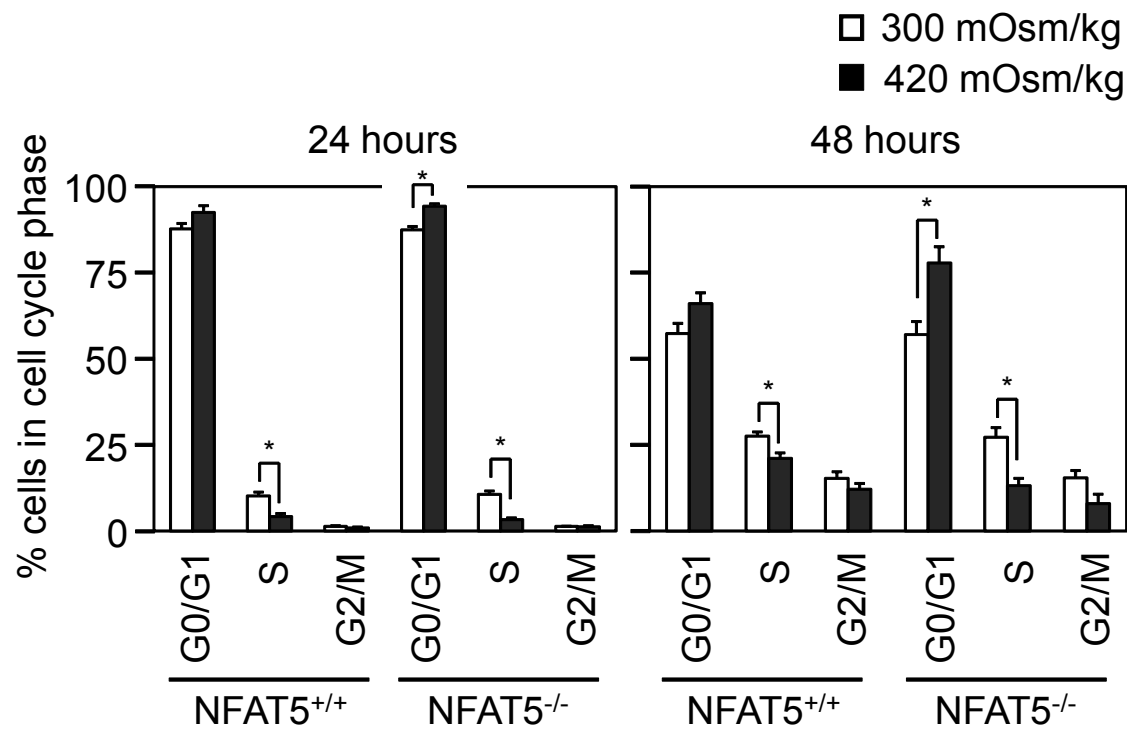 300 mOsm/kg
420 mOsm/kg
24 hours
48 hours
% cells in cell cycle phase
100
75
50
25
0
* * * * * *
G0/G1 S G2/M G0/G1 S G2/M G0/G1 S G2/M G0/G1 S G2/M
NFAT5+/+ NFAT5-/- NFAT5+/+ NFAT5-/-